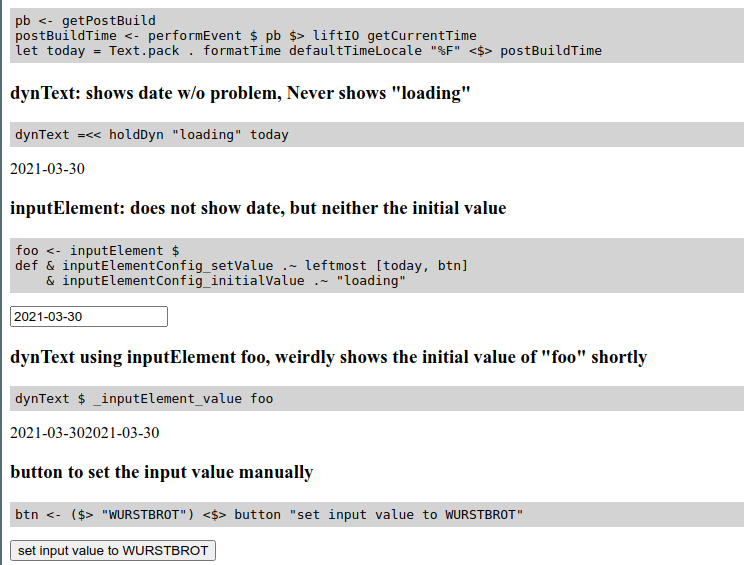 pb <- getPostBuild
postBuildTime <- performEvent $ pb $> liftIO getCurrentTime
let today = Text.pack . formatTime defaultTimeLocale "%F" <$> postBuildTime
dynText: shows date w/o problem, Never shows "loading"
dynText =<< holdDyn "loading" today
2021-03-30
inputElement: does not show date, but neither the initial value
foo <- inputElement $
def & inputElementConfig_setValue .~ leftmost [today, btn]
    & inputElementConfig_initialValue .~ "loading"
2021-03-30
dynText using inputElement foo, weirdly shows the initial value of "foo" shortly
dynText $ _inputElement_value foo
2021-03-302021-03-30
button to set the input value manually
btn <- ($> "WURSTBROT") <$> button "set input value to WURSTBROT"
set input value to WURSTBROT